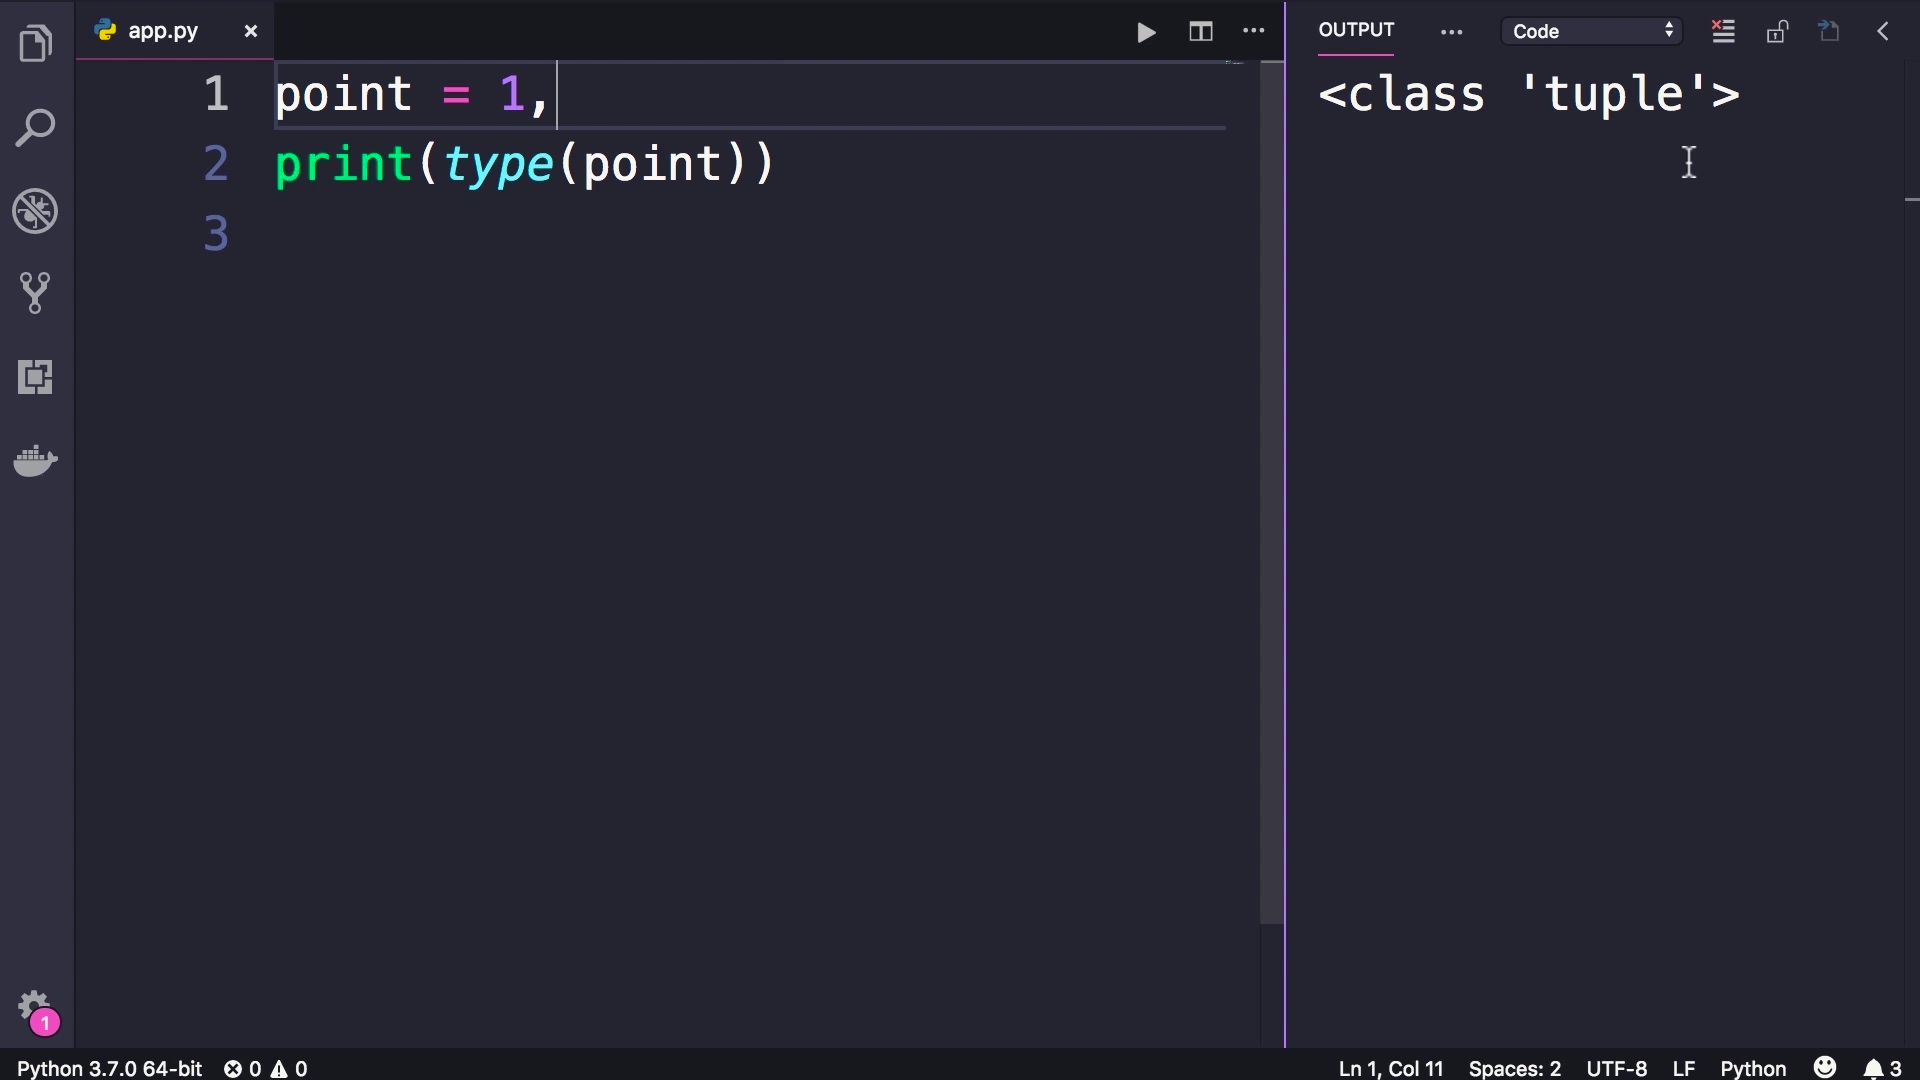 app.py
OUTPUT
Code
1 point = 1,
2 print(type(point))
3
<class 'tuple'>
1
Python 3.7.0 64-bit 0 0
Ln 1, Col 11 Spaces: 2 UTF-8 LF Python 3